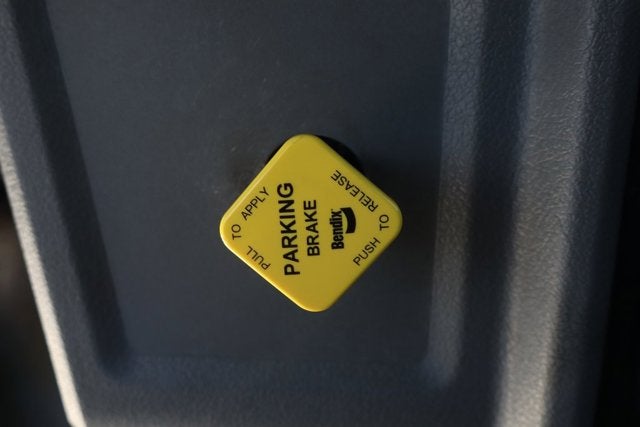 PULL TO APPLY
PARKING
BRAKE
Bendix
PUSH TO RELEASE